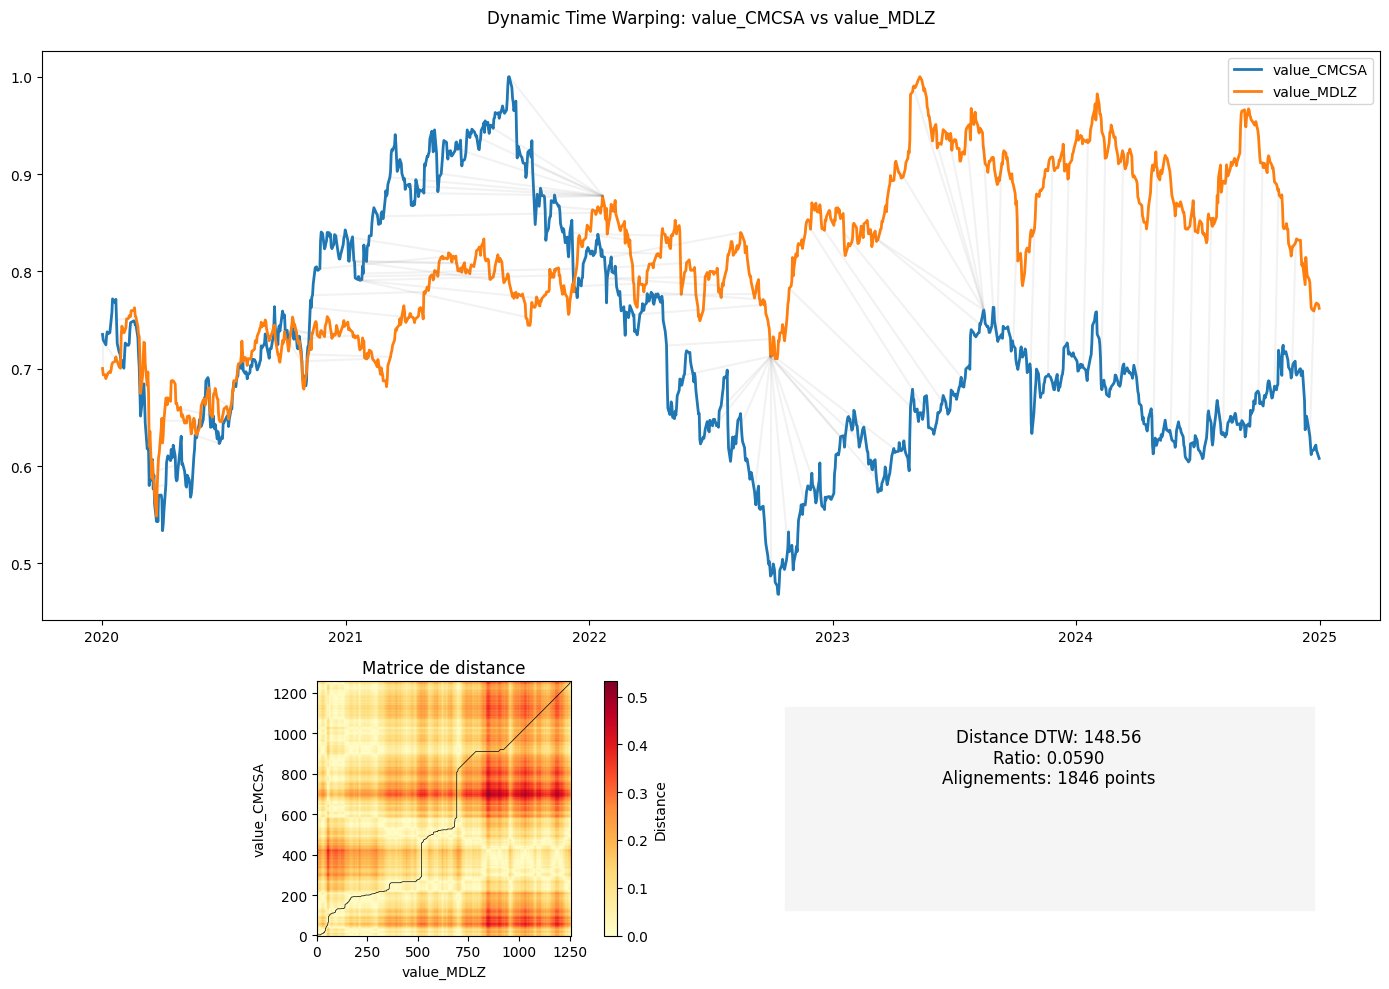 Dynamic Time Warping: value_CMCSA vs value_MDLZ
value_CMCSA
value_MDLZ
1.0
0.9
0.8
0.7
0.6
0.5
2020 2021 2022 2023 2024 2025
Matrice de distance
value_CMCSA
1200
1000
800
600
400
200
0
0 250 500 750 1000 1250
value_MDLZ
0.5
0.4
0.3
0.2
0.1
0.0
Distance
Distance DTW: 148.56
Ratio: 0.0590
Alignements: 1846 points